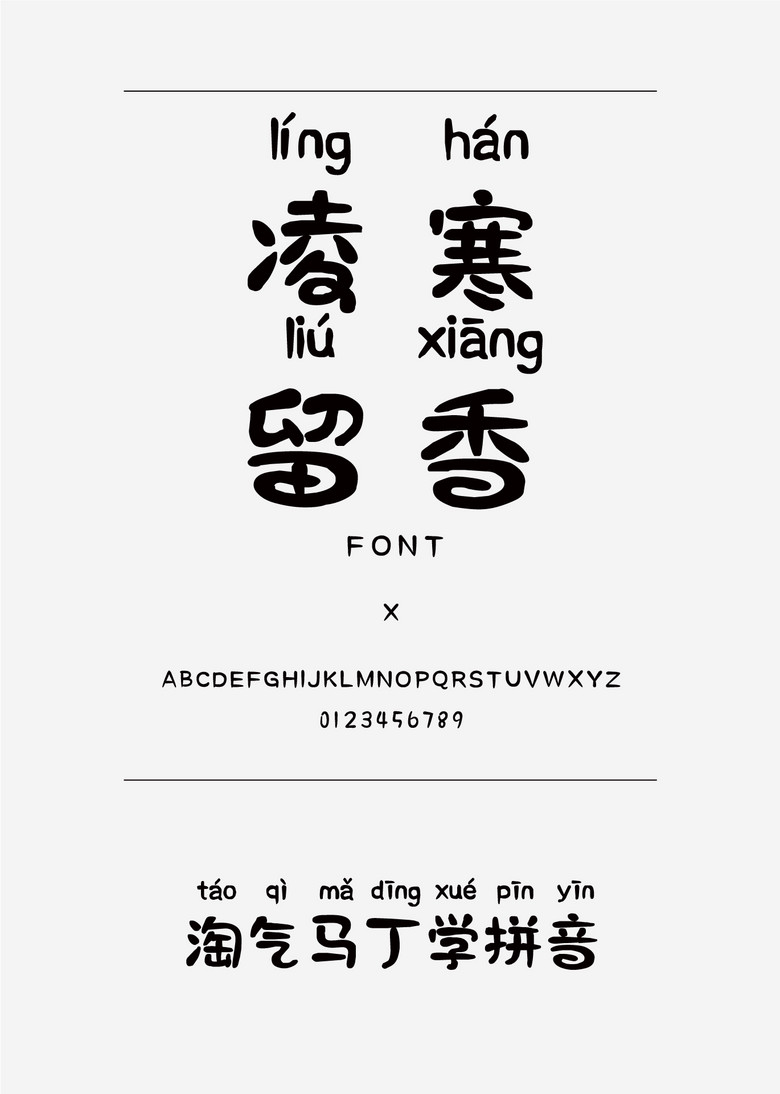 líng hán
凌寒
liú xiāng
留香
FONT
X
ABCDEFGHIJKLMNOPQRSTUVWXYZ
0123456789
táo qì mǎ dīng xué pīn yīn
淘气马丁学拼音